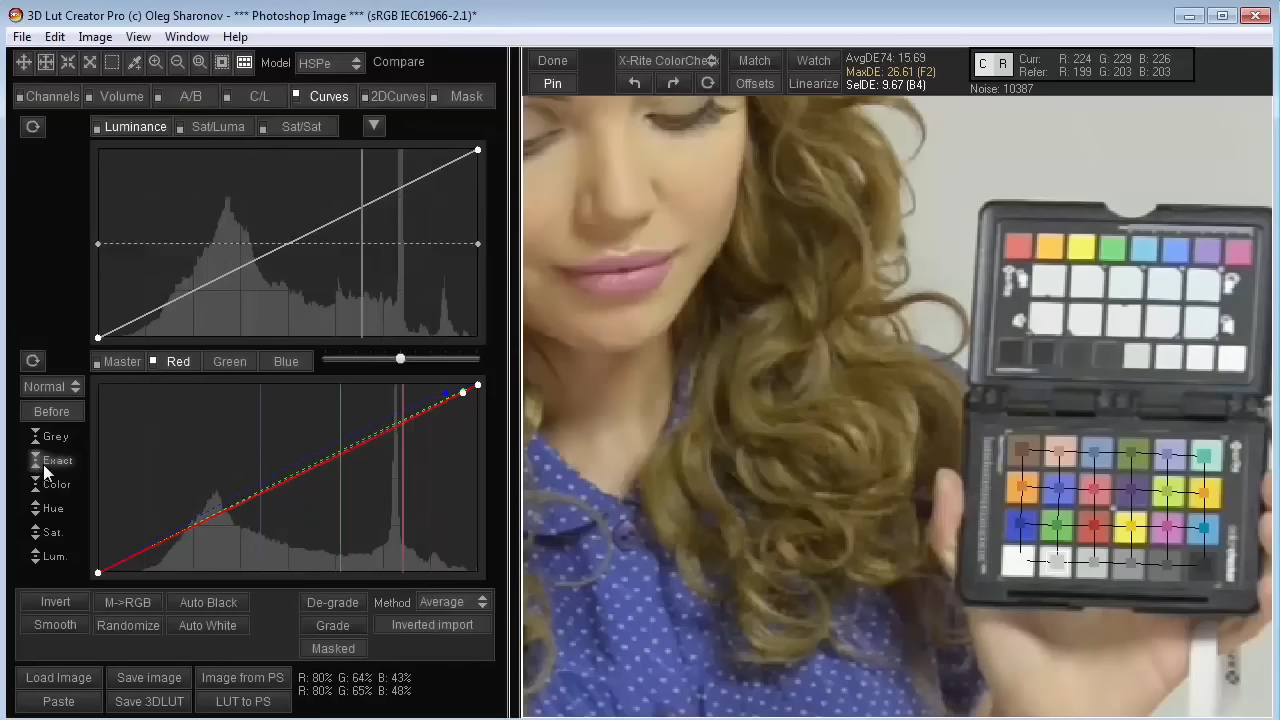 3D Lut Creator Pro (c) Oleg Sharonov - *** Photoshop Image *** (sRGB IEC61966-2.1)*
File Edit Image View Window Help
Model HSPe Compare
Channels Volume A/B C/L Curves 2DCurves Mask
Luminance Sat/Luma Sat/Sat
Master Red Green Blue
Normal
Before
Grey
Exact
Color
Hue
Sat.
Lum.
Invert M->RGB Auto Black De-grade Method Average
Smooth Randomize Auto White Grade Inverted import
Masked
Load Image Save image Image from PS R: 90% G: 64% B: 43%
Paste Save 3DLUT LUT to PS
Done X-Rite ColorChe Match Watch
Pin Offsets Linearize
AvgDE74: 15.69
MaxDE: 26.61 (F2)
SelDE: 9.67 (B4)
C R
Curr: R: 224 G: 229 B: 226
Refer: R: 199 G: 203 B: 203
Noise: 10387